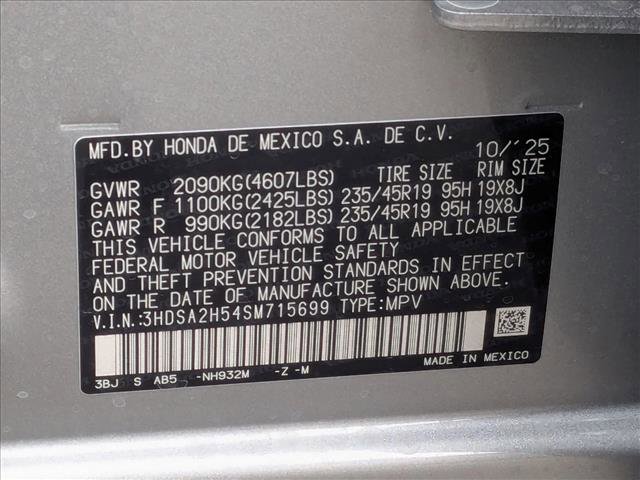 MFD.BY HONDA DE MEXICO S.A. DE C.V. 10/'25
TIRE SIZE RIM SIZE
GVWR 2090KG(4607LBS)
GAWR F 1100KG(2425LBS) 235/45R19 95H 19X8J
GAWR R 990KG(2182LBS) 235/45R19 95H 19X8J
THIS VEHICLE CONFORMS TO ALL APPLICABLE
FEDERAL MOTOR VEHICLE SAFETY
AND THEFT PREVENTION STANDARDS IN EFFECT
ON THE DATE OF MANUFACTURE SHOWN ABOVE.
V.I.N.:3HDSA2H54SM715699 TYPE:MPV
MADE IN MEXICO
3BJ S AB5 -NH932M -Z -M